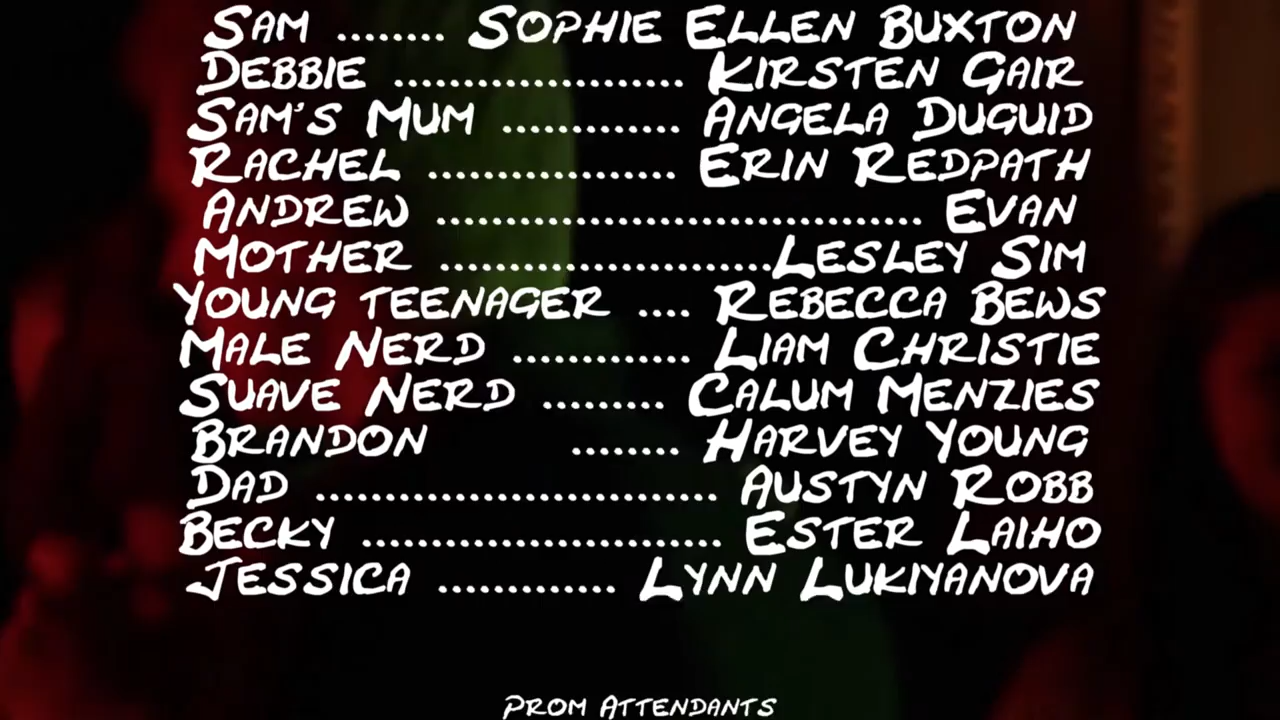 Sam ........ Sophie Ellen Buxton
Debbie ......................... Kirsten Gair
Sam's Mum ............. Angela Duguid
Rachel .................. Erin Redpath
Andrew ......................................... Evan
Mother ............................Lesley Sim
Young teenager .... Rebecca Bews
Male Nerd ............... Liam Christie
Suave Nerd ......... Calum Menzies
Brandon ....... Harvey Young
Dad .................................. Austyn Robb
Becky ............................... Ester Laiho
Jessica ............. Lynn Lukiyanova
Prom Attendants